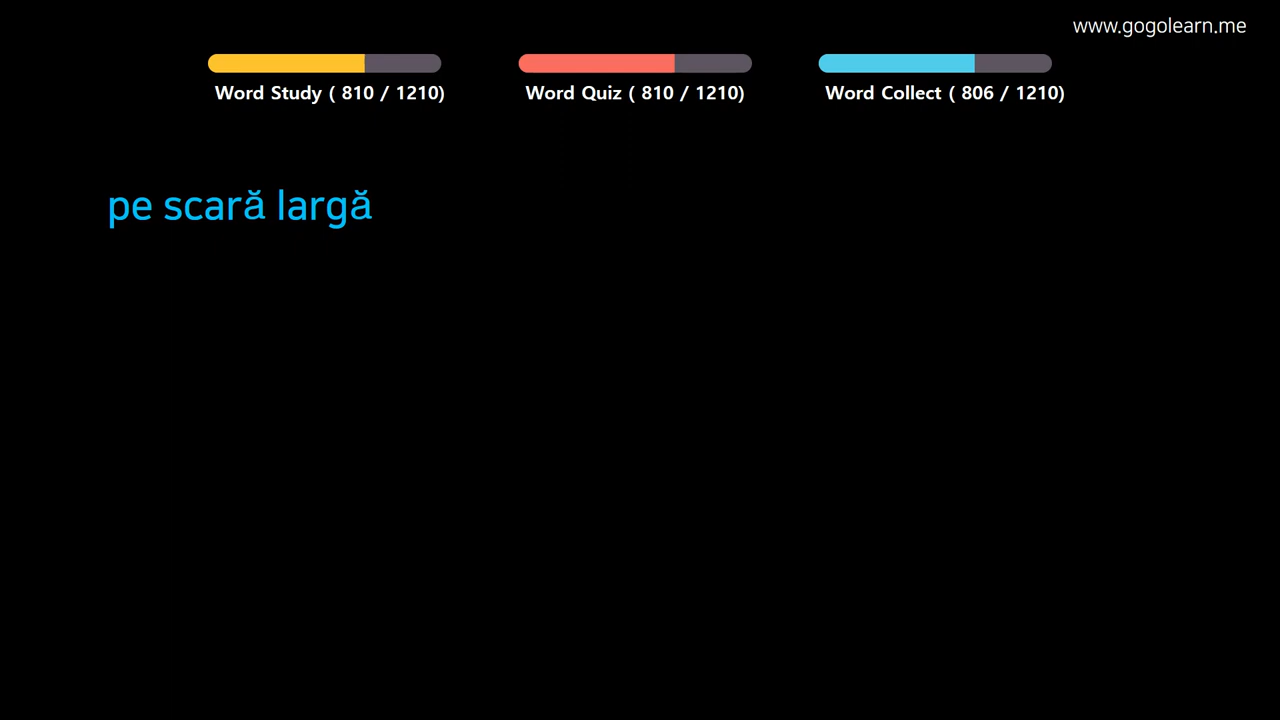 www.gogolearn.me
Word Study ( 810 / 1210)
Word Quiz ( 810 / 1210)
Word Collect ( 806 / 1210)
pe scară largă